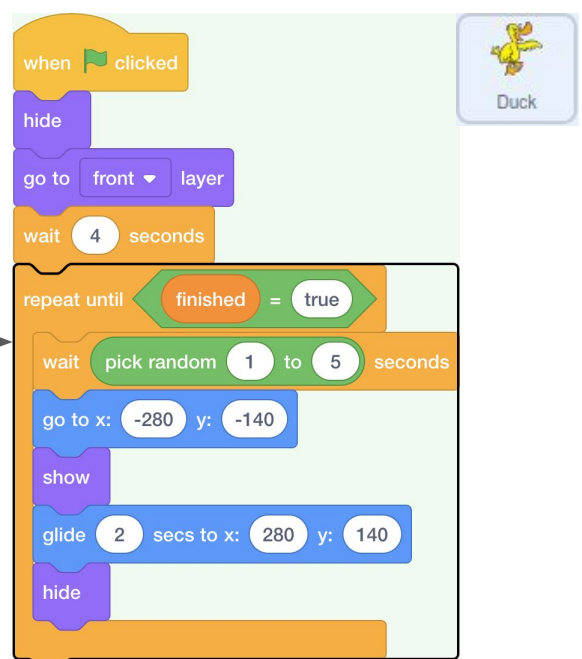 when clicked
Duck
hide
go to front layer
wait 4 seconds
repeat until finished = true
wait pick random 1 to 5 seconds
go to x: -280 y: -140
show
glide 2 secs to x: 280 y: 140
hide